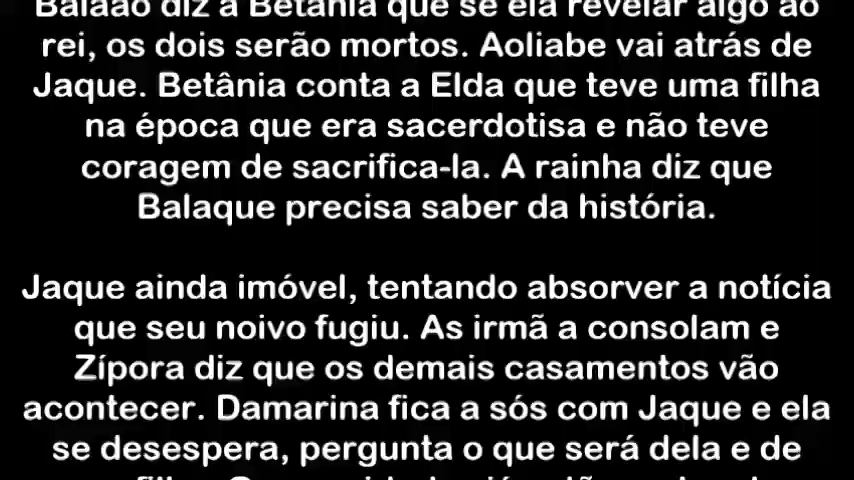 Balaão diz a Betânia que se ela revelar algo ao
rei, os dois serão mortos. Aoliabe vai atrás de
Jaque. Betânia conta a Elda que teve uma filha
na época que era sacerdotisa e não teve
coragem de sacrifica-la. A rainha diz que
Balaque precisa saber da história.
Jaque ainda imóvel, tentando absorver a notícia
que seu noivo fugiu. As irmã a consolam e
Zípora diz que os demais casamentos vão
acontecer. Damarina fica a sós com Jaque e ela
se desespera, pergunta o que será dela e de